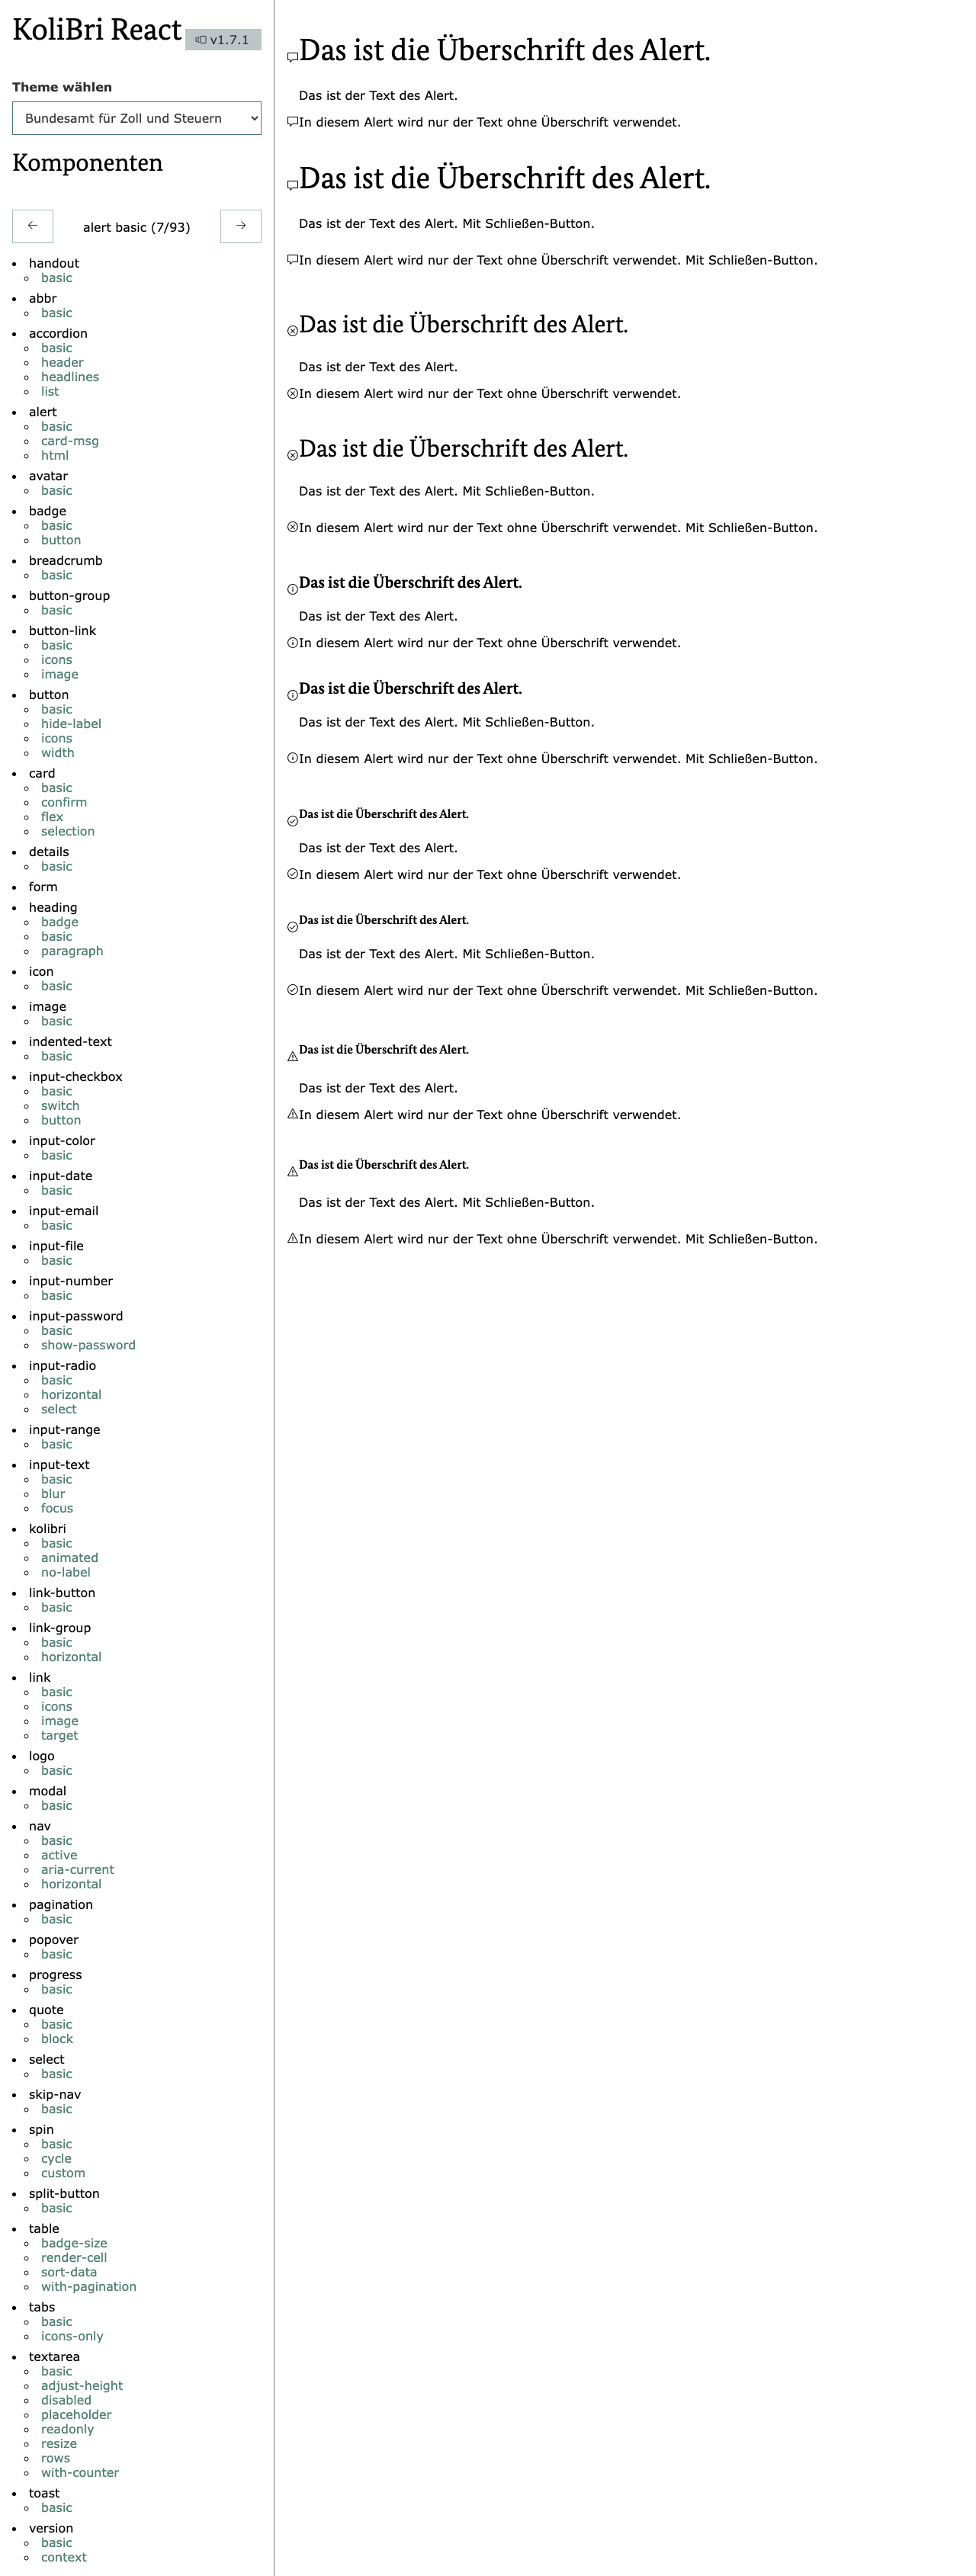 KoliBri React
v1.7.1
Theme wählen
Bundesamt für Zoll und Steuern
Komponenten
←
alert basic (7/93)
→
handout
basic
abbr
basic
accordion
basic
header
headlines
list
alert
basic
card-msg
html
avatar
basic
badge
basic
button
breadcrumb
basic
button-group
basic
button-link
basic
icons
image
button
basic
hide-label
icons
width
card
basic
confirm
flex
selection
details
basic
form
heading
badge
basic
paragraph
icon
basic
image
basic
indented-text
basic
input-checkbox
basic
switch
button
input-color
basic
input-date
basic
input-email
basic
input-file
basic
input-number
basic
input-password
basic
show-password
input-radio
basic
horizontal
select
input-range
basic
input-text
basic
blur
focus
kolibri
basic
animated
no-label
link-button
basic
link-group
basic
horizontal
link
basic
icons
image
target
logo
basic
modal
basic
nav
basic
active
aria-current
horizontal
pagination
basic
popover
basic
progress
basic
quote
basic
block
select
basic
skip-nav
basic
spin
basic
cycle
custom
split-button
basic
table
badge-size
render-cell
sort-data
with-pagination
tabs
basic
icons-only
textarea
basic
adjust-height
disabled
placeholder
readonly
resize
rows
with-counter
toast
basic
version
basic
context
Das ist die Überschrift des Alert.
Das ist der Text des Alert.
In diesem Alert wird nur der Text ohne Überschrift verwendet.
Das ist die Überschrift des Alert.
Das ist der Text des Alert. Mit Schließen-Button.
In diesem Alert wird nur der Text ohne Überschrift verwendet. Mit Schließen-Button.
Das ist die Überschrift des Alert.
Das ist der Text des Alert.
In diesem Alert wird nur der Text ohne Überschrift verwendet.
Das ist die Überschrift des Alert.
Das ist der Text des Alert. Mit Schließen-Button.
In diesem Alert wird nur der Text ohne Überschrift verwendet. Mit Schließen-Button.
Das ist die Überschrift des Alert.
Das ist der Text des Alert.
In diesem Alert wird nur der Text ohne Überschrift verwendet.
Das ist die Überschrift des Alert.
Das ist der Text des Alert. Mit Schließen-Button.
In diesem Alert wird nur der Text ohne Überschrift verwendet. Mit Schließen-Button.
Das ist die Überschrift des Alert.
Das ist der Text des Alert.
In diesem Alert wird nur der Text ohne Überschrift verwendet.
Das ist die Überschrift des Alert.
Das ist der Text des Alert. Mit Schließen-Button.
In diesem Alert wird nur der Text ohne Überschrift verwendet. Mit Schließen-Button.
Das ist die Überschrift des Alert.
Das ist der Text des Alert.
In diesem Alert wird nur der Text ohne Überschrift verwendet.
Das ist die Überschrift des Alert.
Das ist der Text des Alert. Mit Schließen-Button.
In diesem Alert wird nur der Text ohne Überschrift verwendet. Mit Schließen-Button.